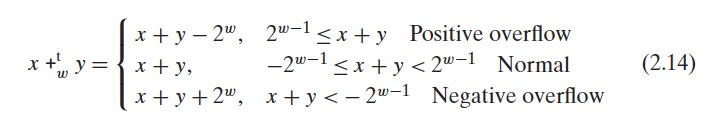 x + y − 2^w, 2^{w−1} ≤ x + y Positive overflow
x +^t_w y = { x + y, −2^{w−1} ≤ x + y < 2^{w−1} Normal (2.14)
x + y + 2^w, x + y < −2^{w−1} Negative overflow